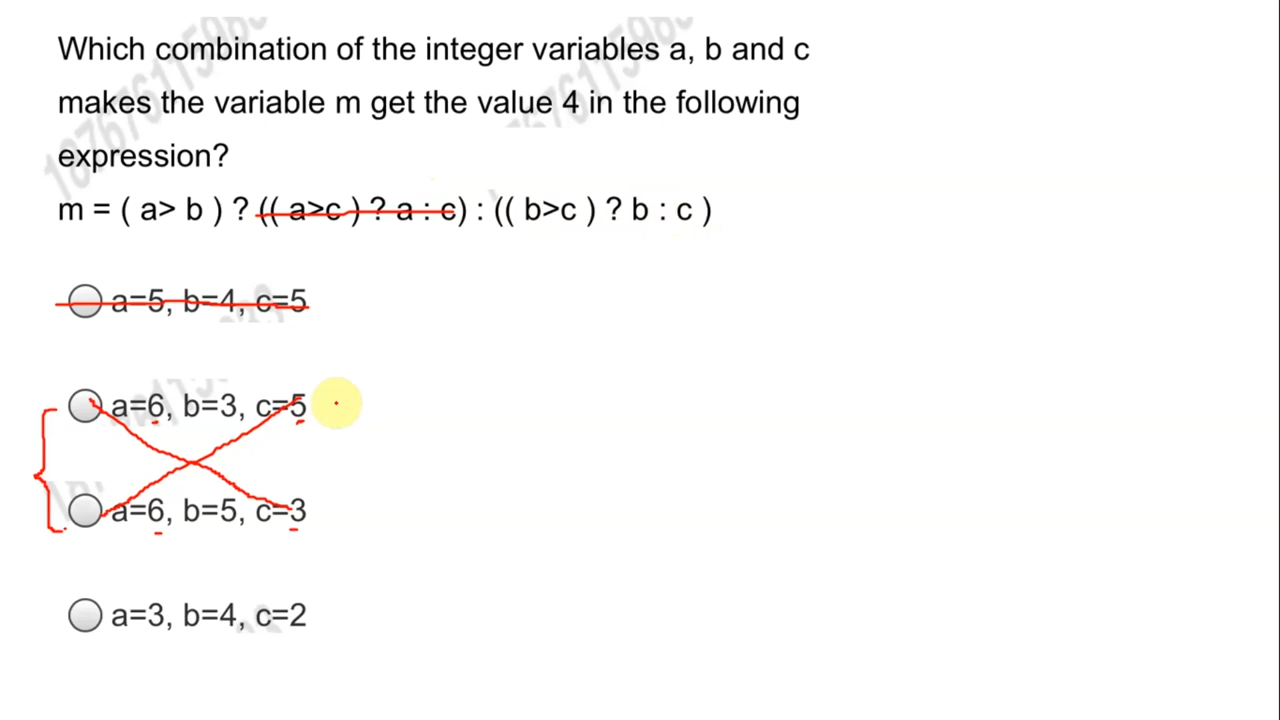 Which combination of the integer variables a, b and c
makes the variable m get the value 4 in the following
expression?
m = ( a> b ) ? (( a>c ) ? a : c) : (( b>c ) ? b : c )
a=5, b=4, c=5
a=6, b=3, c=5
a=6, b=5, c=3
a=3, b=4, c=2